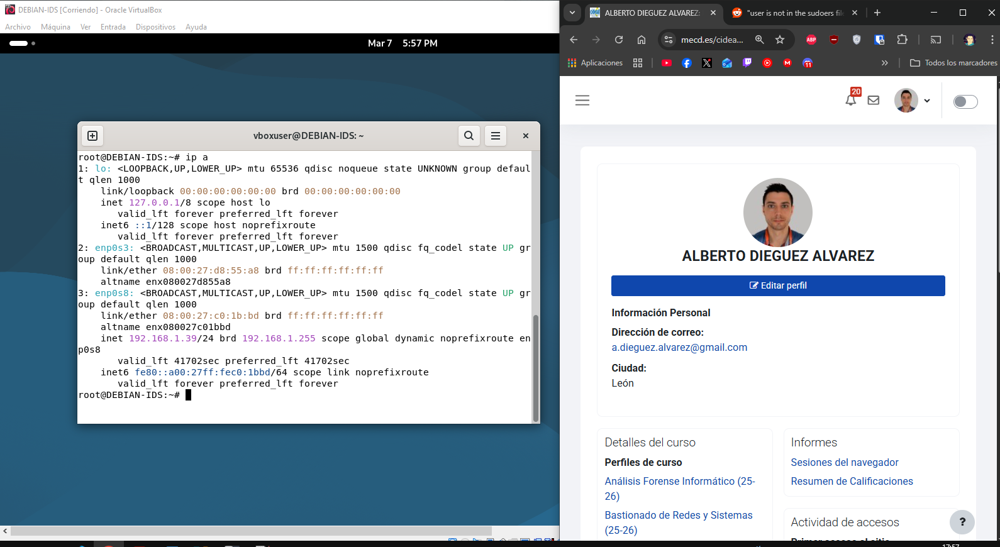 DEBIAN-IDS [Corriendo] - Oracle VirtualBox
Archivo Máquina Ver Entrada Dispositivos Ayuda
Mar 7 5:57 PM
vboxuser@DEBIAN-IDS: ~
root@DEBIAN-IDS:~# ip a
1: lo: <LOOPBACK,UP,LOWER_UP> mtu 65536 qdisc noqueue state UNKNOWN group defaul
t qlen 1000
link/loopback 00:00:00:00:00:00 brd 00:00:00:00:00:00
inet 127.0.0.1/8 scope host lo
valid_lft forever preferred_lft forever
inet6 ::1/128 scope host noprefixroute
valid_lft forever preferred_lft forever
2: enp0s3: <BROADCAST,MULTICAST,UP,LOWER_UP> mtu 1500 qdisc fq_codel state UP gr
oup default qlen 1000
link/ether 08:00:27:d8:55:a8 brd ff:ff:ff:ff:ff:ff
altname enx080027d855a8
3: enp0s8: <BROADCAST,MULTICAST,UP,LOWER_UP> mtu 1500 qdisc fq_codel state UP gr
oup default qlen 1000
link/ether 08:00:27:c0:1b:bd brd ff:ff:ff:ff:ff:ff
altname enx080027c01bbd
inet 192.168.1.39/24 brd 192.168.1.255 scope global dynamic noprefixroute en
p0s8
valid_lft 41702sec preferred_lft 41702sec
inet6 fe80::a00:27ff:fec0:1bbd/64 scope link noprefixroute
valid_lft forever preferred_lft forever
root@DEBIAN-IDS:~#
ALBERTO DIEGUEZ ALVAREZ:
"user is not in the sudoers fil
mecd.es/cidea...
ABP
Aplicaciones
11
Todos los marcadores
20
ALBERTO DIEGUEZ ALVAREZ
Editar perfil
Información Personal
Dirección de correo:
a.dieguez.alvarez@gmail.com
Ciudad:
León
Detalles del curso
Perfiles de curso
Análisis Forense Informático (25-
26)
Bastionado de Redes y Sistemas
(25-26)
Informes
Sesiones del navegador
Resumen de Calificaciones
Actividad de accesos
Primer acceso al sitio
?
17:57